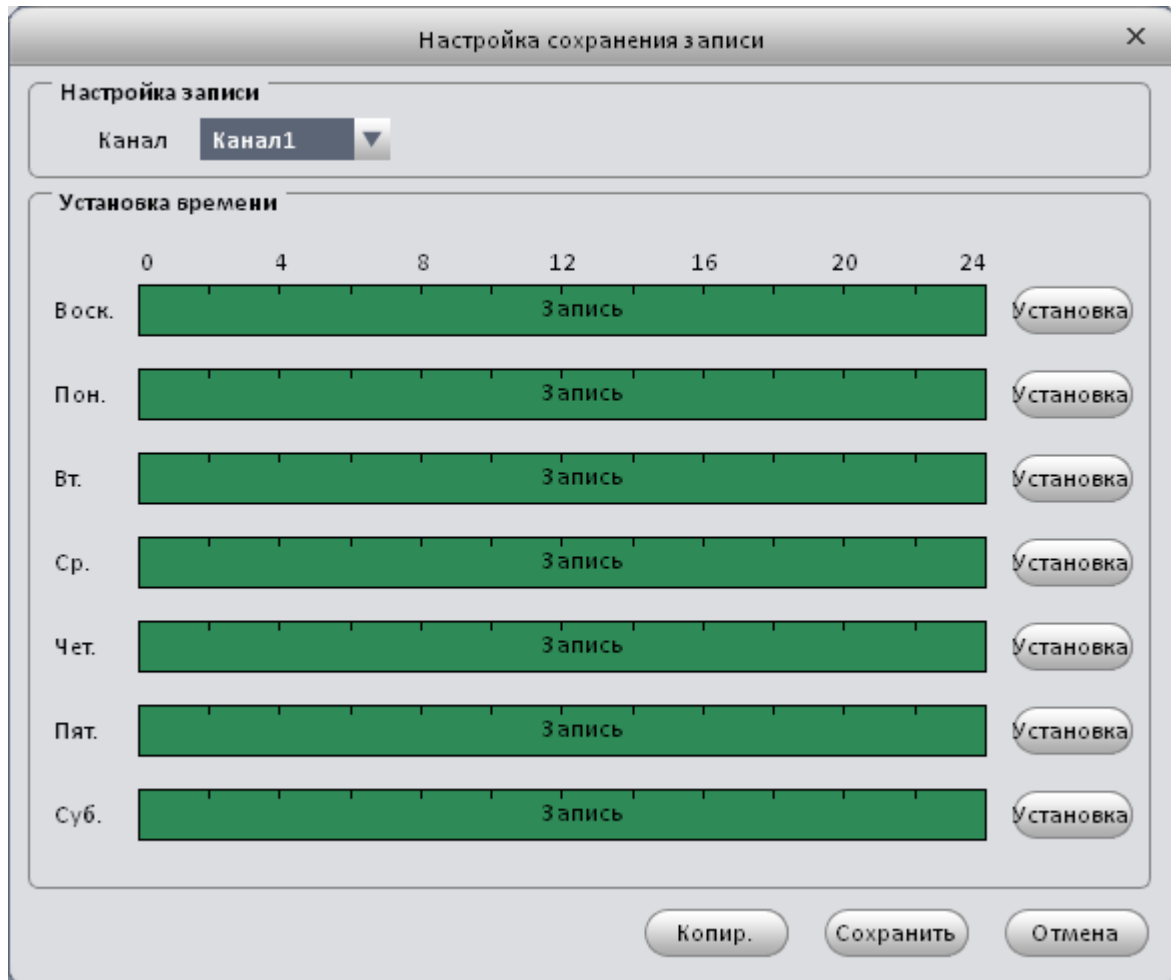 Настройка сохранения записи
Настройка записи
Канал Канал1
Установка времени
0 4 8 12 16 20 24
Воск. Запись Установка
Пон. Запись Установка
Вт. Запись Установка
Ср. Запись Установка
Чет. Запись Установка
Пят. Запись Установка
Суб. Запись Установка
Копир. Сохранить Отмена